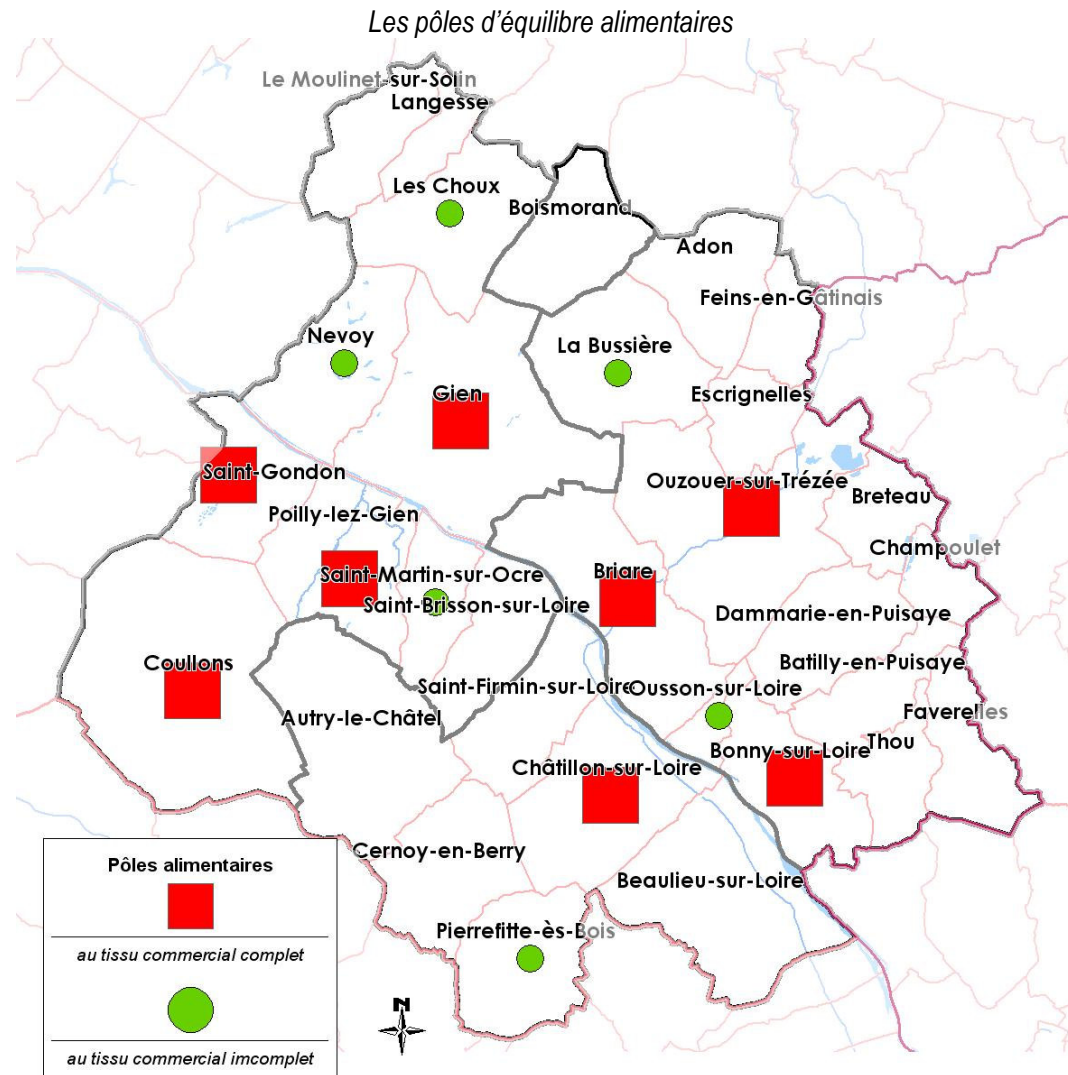 Les pôles d'équilibre alimentaires
Le Moulinet-sur-Solin
Langesse
Les Choux
Boismorand
Adon
Feins-en-Gâtinais
Nevoy
La Bussière
Gien
Escrignelles
Saint-Gondon
Ouzouer-sur-Trézée
Breteau
Poilly-lez-Gien
Champoulet
Saint-Martin-sur-Ocre
Briare
Saint-Brisson-sur-Loire
Dammarie-en-Puisaye
Coullons
Batilly-en-Puisaye
Saint-Firmin-sur-Loire
Ousson-sur-Loire
Autry-le-Châtel
Faverelles
Bonny-sur-Loire
Thou
Châtillon-sur-Loire
Cernoy-en-Berry
Beaulieu-sur-Loire
Pierrefitte-ès-Bois
Pôles alimentaires
au tissu commercial complet
au tissu commercial imcomplet
N